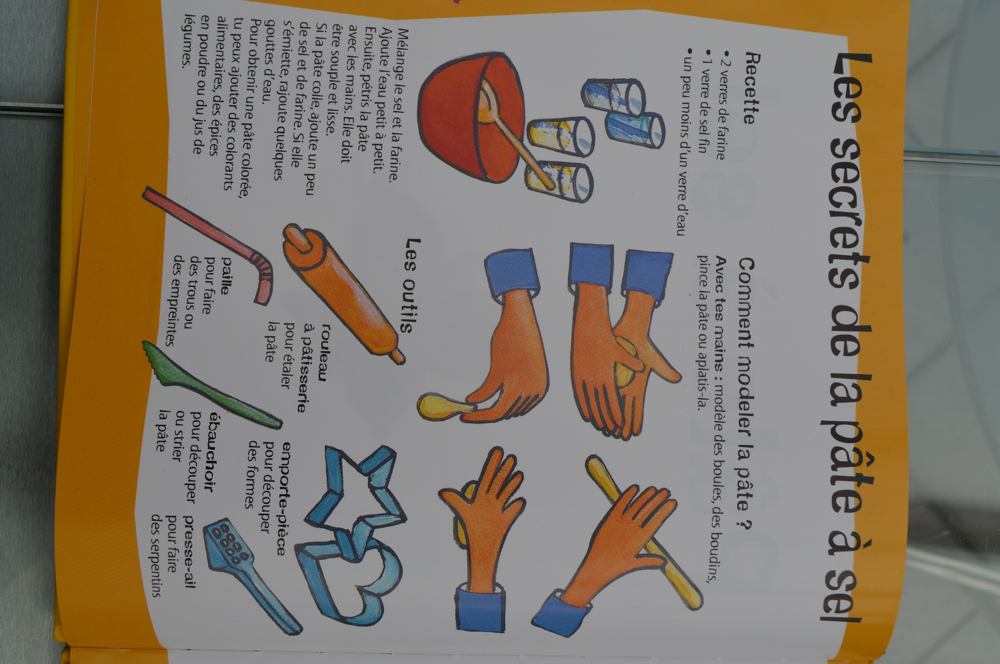 Les secrets de la pâte à sel
Recette
• 2 verres de farine
• 1 verre de sel fin
• un peu moins d'un verre d'eau
Mélange le sel et la farine.
Ajoute l'eau petit à petit.
Ensuite, pétris la pâte
avec les mains. Elle doit
être souple et lisse.
Si la pâte colle, ajoute un peu
de sel et de farine. Si elle
s'émiette, rajoute quelques
gouttes d'eau.
Pour obtenir une pâte colorée,
tu peux ajouter des colorants
alimentaires, des épices
en poudre ou du jus de
légumes.
Comment modeler la pâte ?
Avec tes mains : modèle des boules, des boudins,
pince la pâte ou aplatis-la.
Les outils
rouleau
à pâtisserie
pour étaler
la pâte
emporte-pièce
pour découper
des formes
paille
pour faire
des trous ou
des empreintes
ébauchoir
pour découper
ou strier
la pâte
presse-ail
pour faire
des serpentins